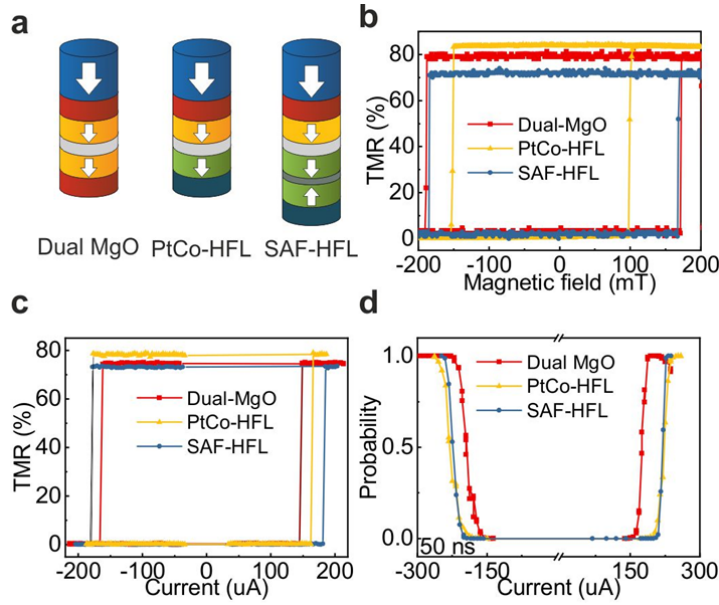 a
Dual MgO PtCo-HFL SAF-HFL
b
TMR (%)
80
60
40
20
0
Dual-MgO
PtCo-HFL
SAF-HFL
-200 -100 0 100 200
Magnetic field (mT)
c
TMR (%)
80
60
40
20
0
Dual-MgO
PtCo-HFL
SAF-HFL
-200 -100 0 100 200
Current (uA)
d
Probability
1.0
0.5
0.0
Dual MgO
PtCo-HFL
SAF-HFL
50 ns
-300 -150 150 300
Current (uA)